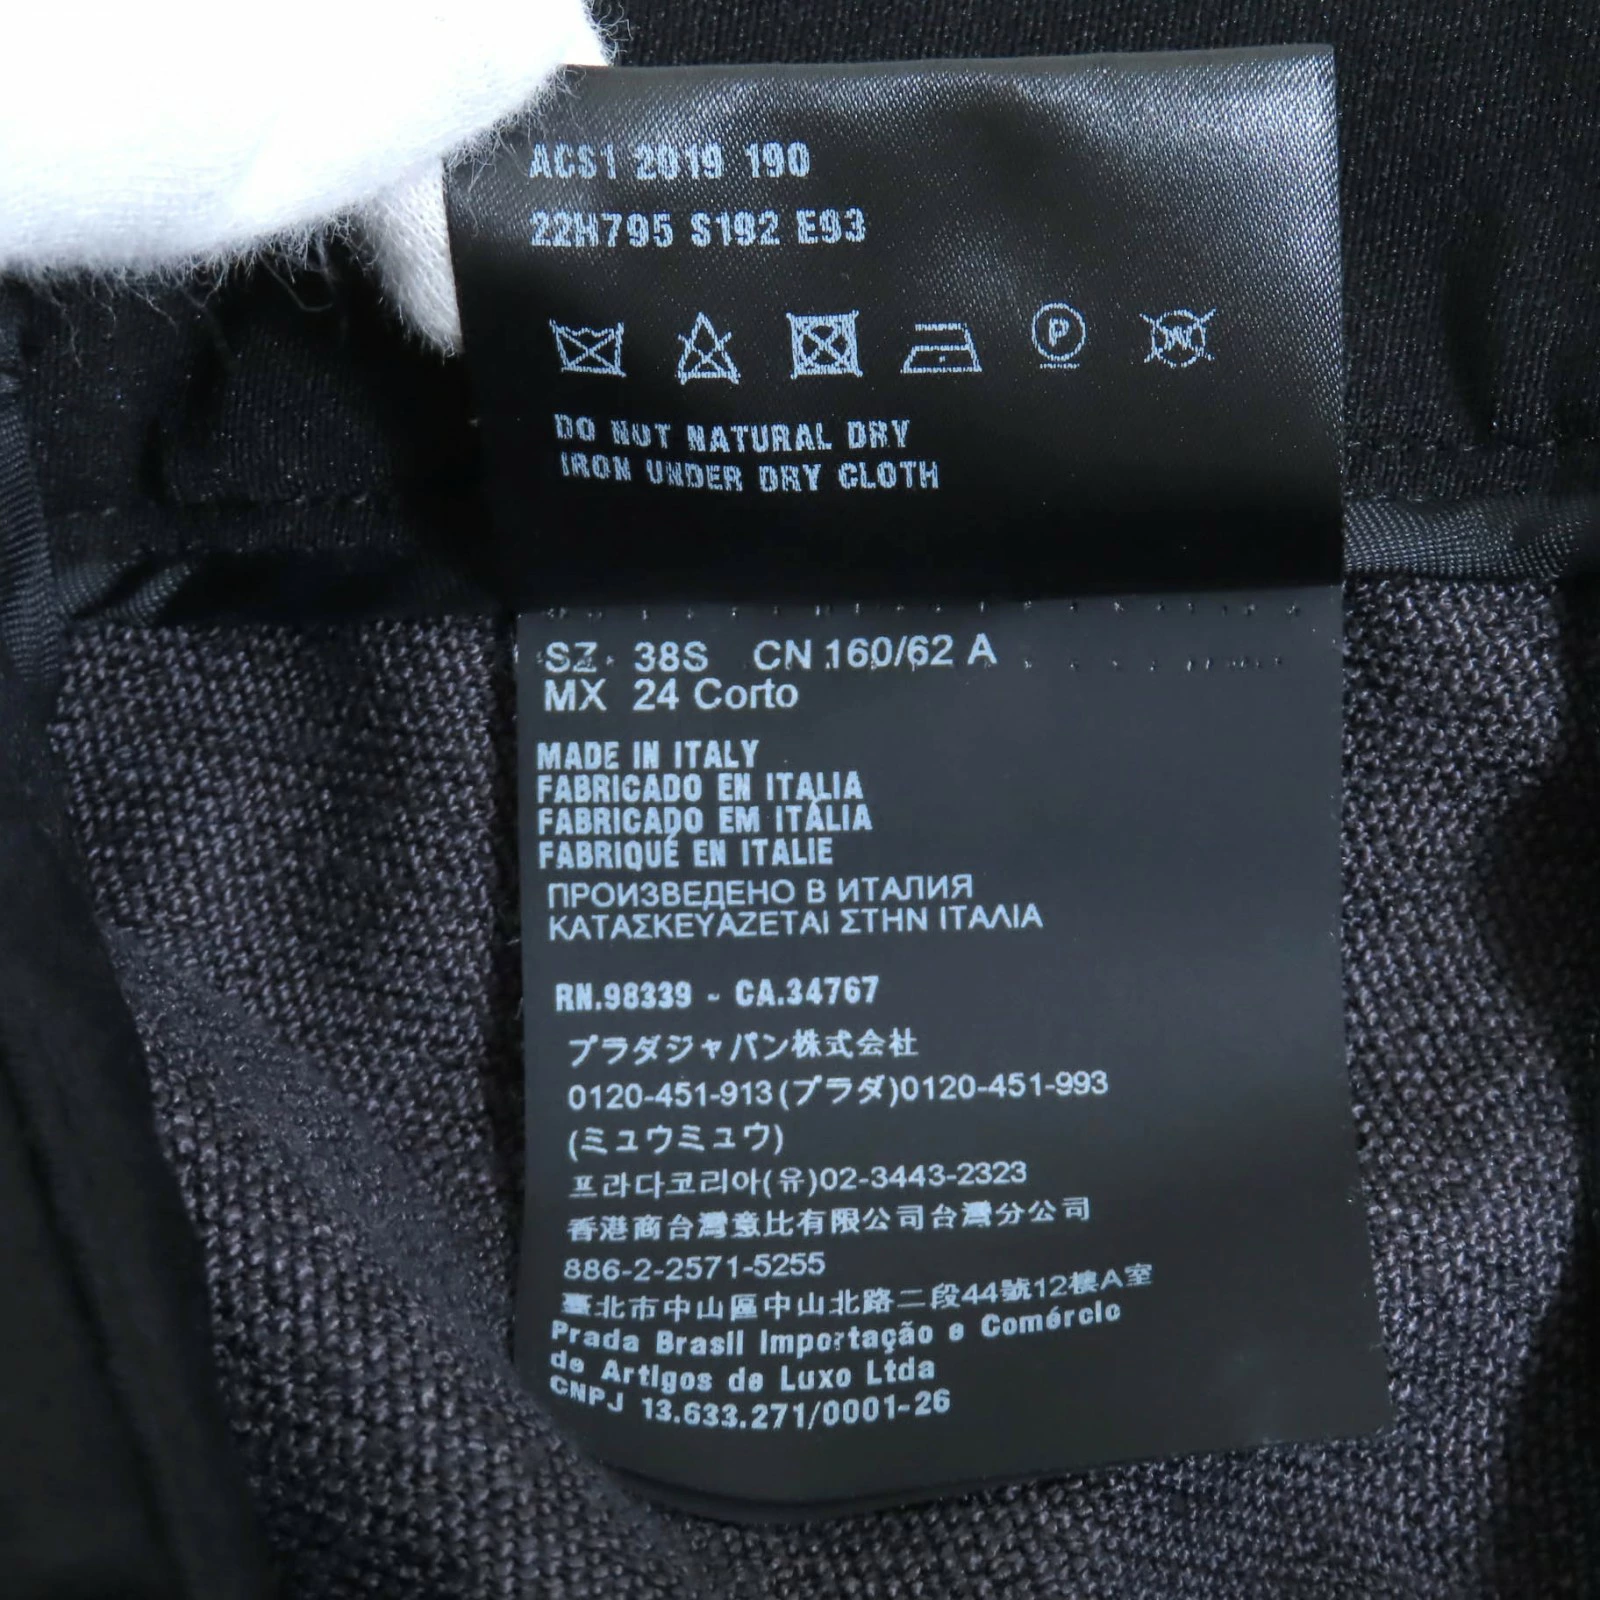 ACS1 2019 190
22H795 S192 E93
P W
DO NOT NATURAL DRY
IRON UNDER DRY CLOTH
SZ 38S CN 160/62 A
MX 24 Corto
MADE IN ITALY
FABRICADO EN ITALIA
FABRICADO EM ITÁLIA
FABRIQUÉ EN ITALIE
ПРОИЗВЕДЕНО В ИТАЛИЯ
ΚΑΤΑΣΚΕΥΑΖΕΤΑΙ ΣΤΗΝ ΙΤΑΛΙΑ
RN.98339 - CA.34767
プラダジャパン株式会社
0120-451-913(プラダ)0120-451-993
(ミュウミュウ)
프라다코리아(유)02-3443-2323
香港商台灣意比有限公司台灣分公司
886-2-2571-5255
臺北市中山區中山北路二段44號12樓A室
Prada Brasil Importação e Comércio
de Artigos de Luxo Ltda
CNPJ 13.633.271/0001-26